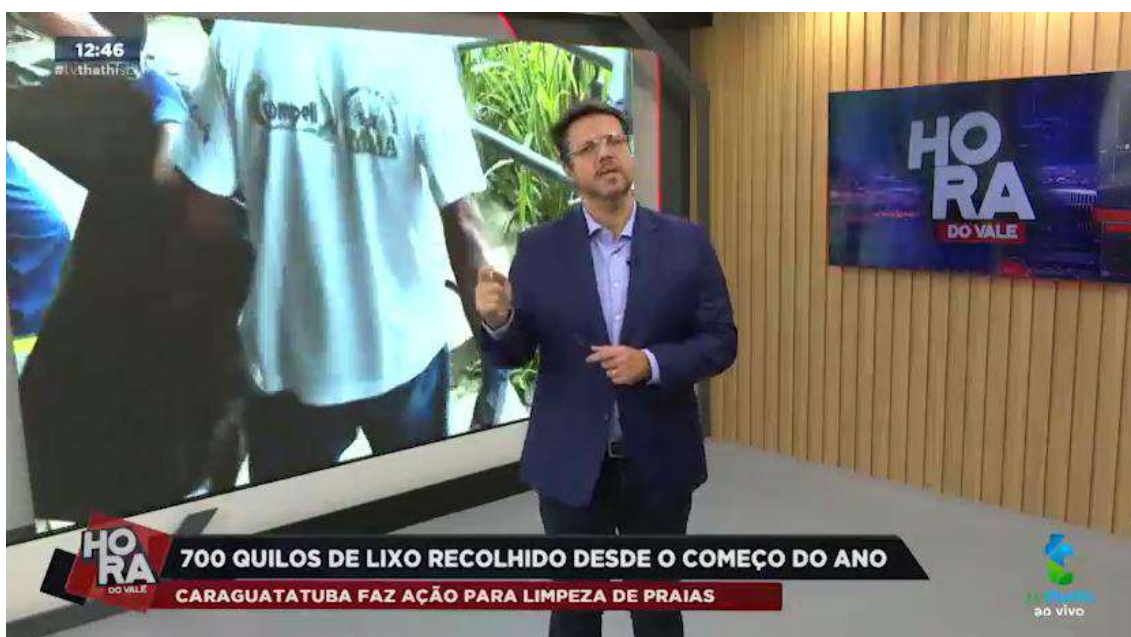 12:46
#tvthathi
HO
RA
DO VALE
HO
RA
DO VALE
700 QUILOS DE LIXO RECOLHIDO DESDE O COMEÇO DO ANO
CARAGUATATUBA FAZ AÇÃO PARA LIMPEZA DE PRAIAS
ao vivo